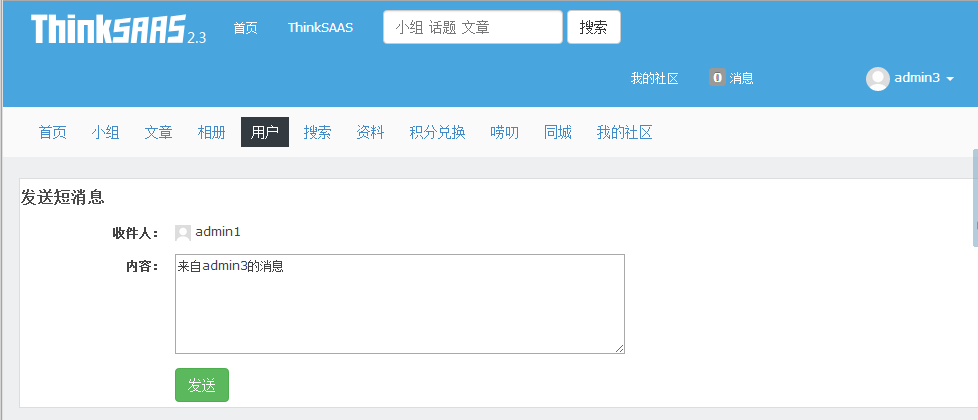 ThinkSAAS2.3 首页 ThinkSAAS 小组 话题 文章 搜索
我的社区 0 消息 admin3
首页 小组 文章 相册 用户 搜索 资料 积分兑换 唠叨 同城 我的社区
发送短消息
收件人： admin1
内容： 来自admin3的消息
发送